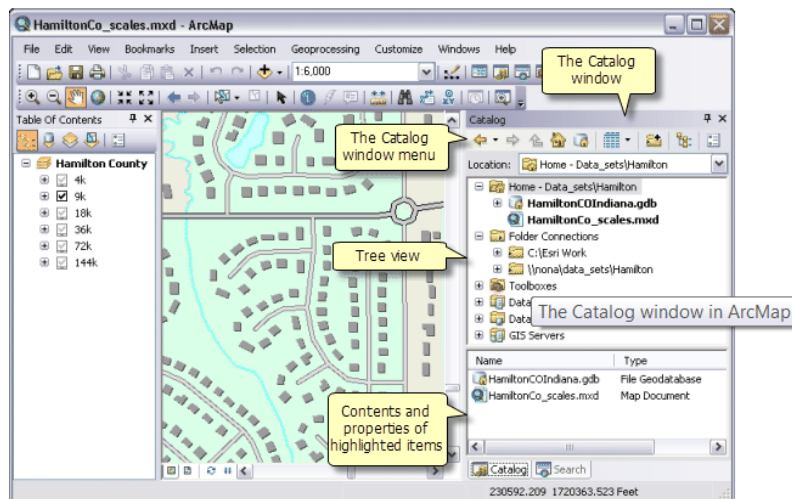 HamiltonCo_scales.mxd - ArcMap
File Edit View Bookmarks Insert Selection Geoprocessing Customize Windows Help
1:6,000
The Catalog
window
Table Of Contents
Hamilton County
4k
9k
18k
36k
72k
144k
The Catalog
window menu
Tree view
Contents and
properties of
highlighted items
Catalog
Location: Home - Data_sets\Hamilton
Home - Data_sets\Hamilton
HamiltonCOIndiana.gdb
HamiltonCo_scales.mxd
Folder Connections
C:\Esri Work
\\nona\data_sets\Hamilton
Toolboxes
Data
Data
GIS Servers
The Catalog window in ArcMap
Name Type
HamiltonCOIndiana.gdb File Geodatabase
HamiltonCo_scales.mxd Map Document
Catalog Search
230592.209 1720363.523 Feet